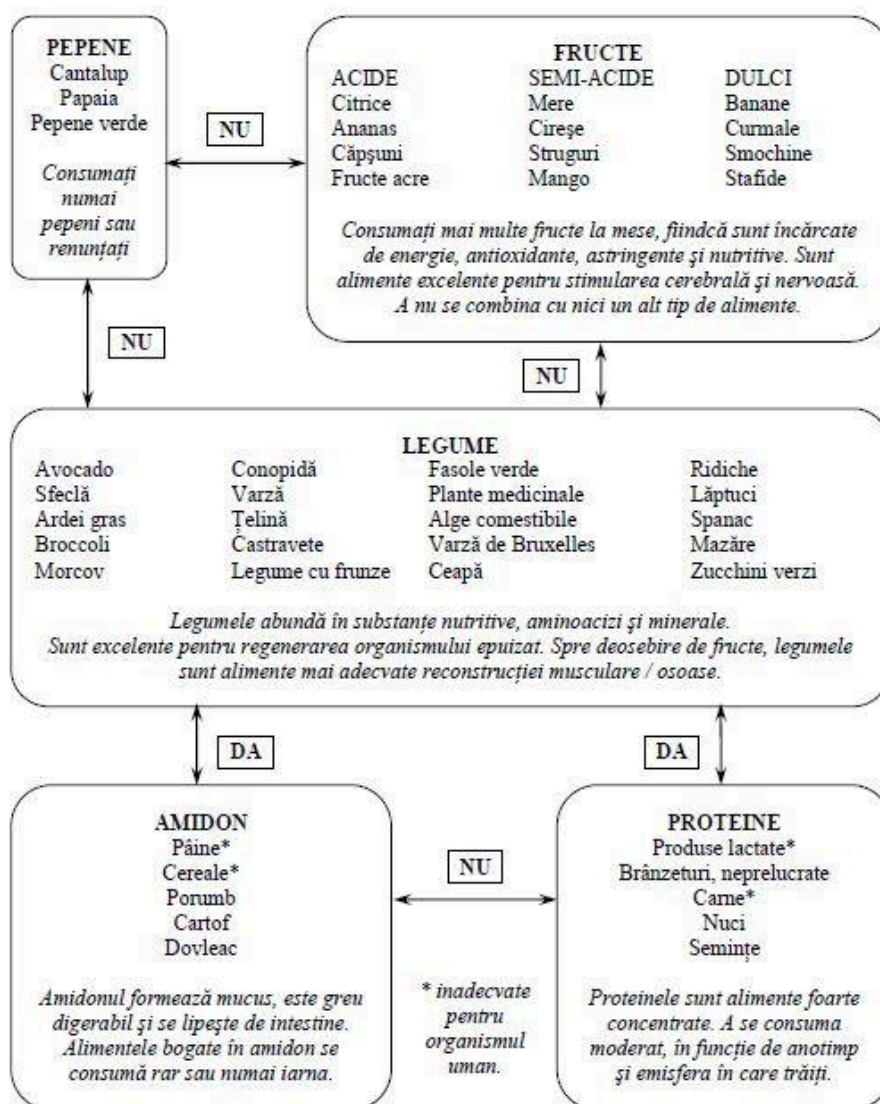 PEPENE
Cantalup
Papaia
Pepene verde
Consumați
numai
pepeni sau
renunțați
NU
FRUCTE
ACIDE SEMI-ACIDE DULCI
Citrice Mere Banane
Ananas Cireşe Curmale
Căpşuni Struguri Smochine
Fructe acre Mango Stafide
Consumați mai multe fructe la mese, fiindcă sunt încărcate
de energie, antioxidante, astringente şi nutritive. Sunt
alimente excelente pentru stimularea cerebrală şi nervoasă.
A nu se combina cu nici un alt tip de alimente.
NU
NU
LEGUME
Avocado Conopidă Fasole verde Ridiche
Sfeclă Varză Plante medicinale Lăptuci
Ardei gras Țelină Alge comestibile Spanac
Broccoli Castravete Varză de Bruxelles Mazăre
Morcov Legume cu frunze Ceapă Zucchini verzi
Legumele abundă în substanțe nutritive, aminoacizi şi minerale.
Sunt excelente pentru regenerarea organismului epuizat. Spre deosebire de fructe, legumele
sunt alimente mai adecvate reconstrucției musculare / osoase.
DA
DA
AMIDON
Pâine*
Cereale*
Porumb
Cartof
Dovleac
Amidonul formează mucus, este greu
digerabil şi se lipeşte de intestine.
Alimentele bogate în amidon se
consumă rar sau numai iarna.
NU
* inadecvate
pentru
organismul
uman.
PROTEINE
Produse lactate*
Brânzeturi, neprelucrate
Carne*
Nuci
Semințe
Proteinele sunt alimente foarte
concentrate. A se consuma
moderat, în funcție de anotimp
şi emisfera în care trăiți.